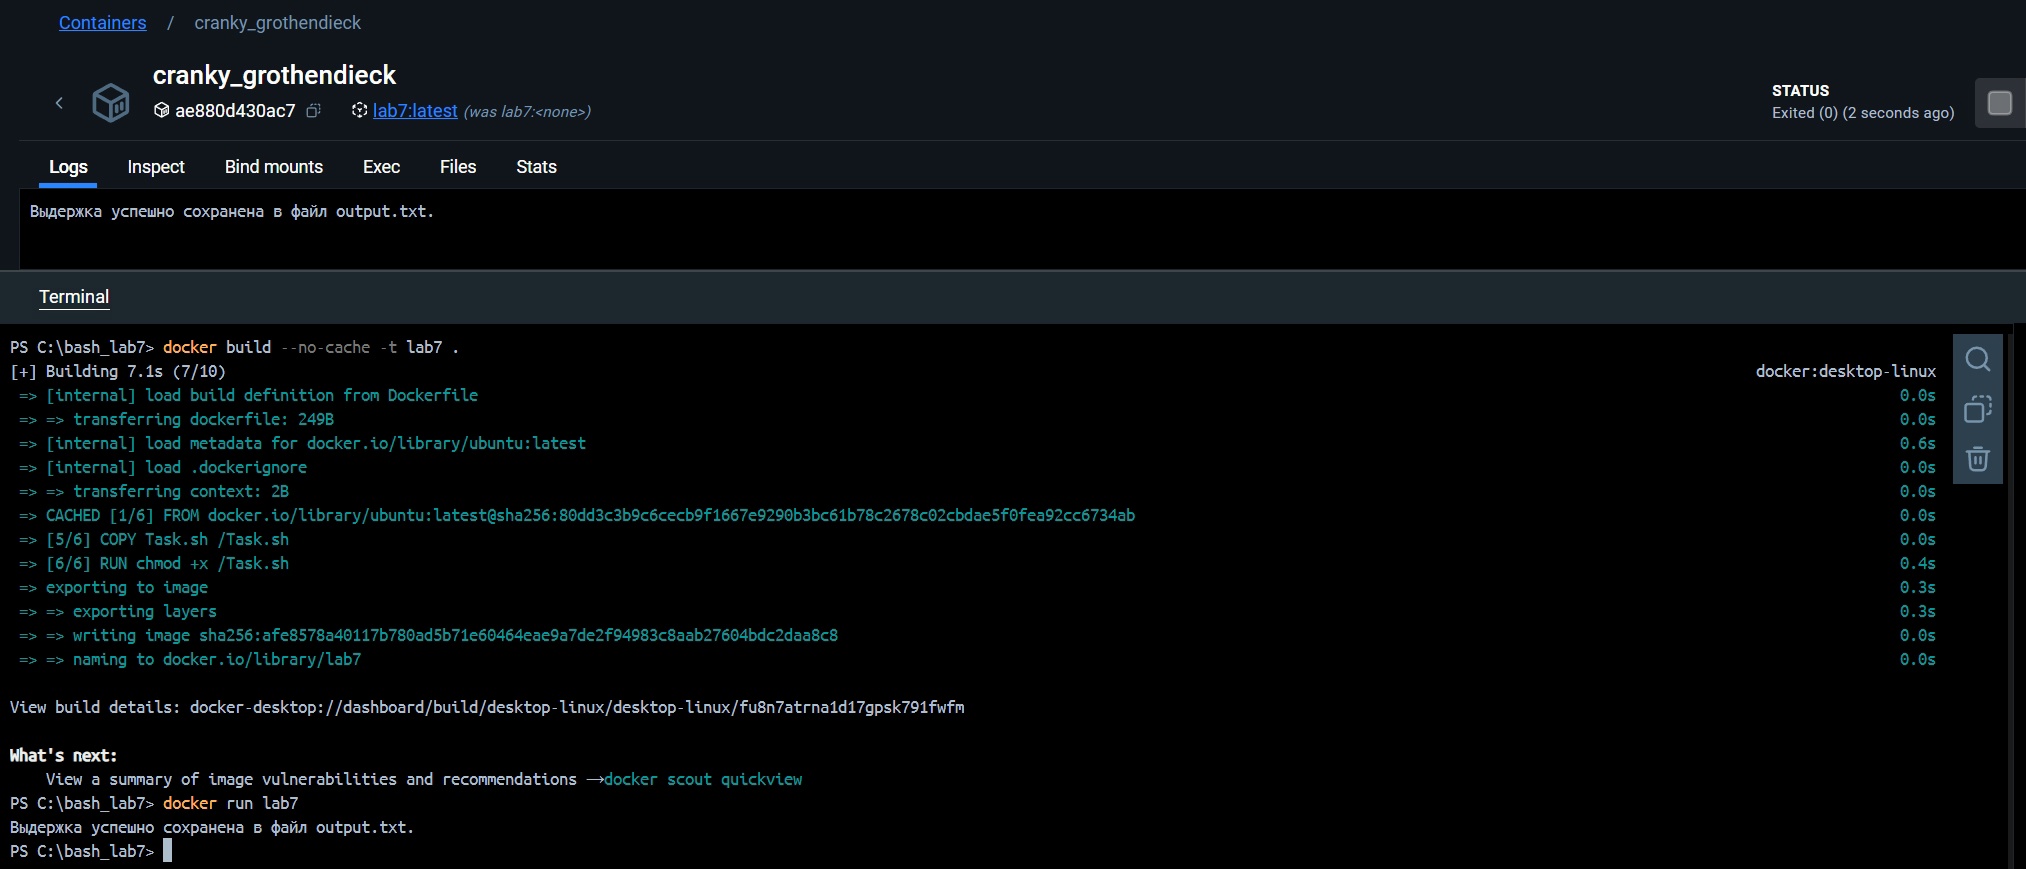 Containers / cranky_grothendieck
cranky_grothendieck
ae880d430ac7 lab7:latest (was lab7:<none>)
STATUS
Exited (0) (2 seconds ago)
Logs Inspect Bind mounts Exec Files Stats
Выдержка успешно сохранена в файл output.txt.
Terminal
PS C:\bash_lab7> docker build --no-cache -t lab7 .
[+] Building 7.1s (7/10) docker:desktop-linux
=> [internal] load build definition from Dockerfile 0.0s
=> => transferring dockerfile: 249B 0.0s
=> [internal] load metadata for docker.io/library/ubuntu:latest 0.6s
=> [internal] load .dockerignore 0.0s
=> => transferring context: 2B 0.0s
=> CACHED [1/6] FROM docker.io/library/ubuntu:latest@sha256:80dd3c3b9c6cecb9f1667e9290b3bc61b78c2678c02cbdae5f0fea92cc6734ab 0.0s
=> [5/6] COPY Task.sh /Task.sh 0.0s
=> [6/6] RUN chmod +x /Task.sh 0.4s
=> exporting to image 0.3s
=> => exporting layers 0.3s
=> => writing image sha256:afe8578a40117b780ad5b71e60464eae9a7de2f94983c8aab27604bdc2daa8c8 0.0s
=> => naming to docker.io/library/lab7 0.0s
View build details: docker-desktop://dashboard/build/desktop-linux/desktop-linux/fu8n7atrna1d17gpsk791fwfm
What's next:
View a summary of image vulnerabilities and recommendations → docker scout quickview
PS C:\bash_lab7> docker run lab7
Выдержка успешно сохранена в файл output.txt.
PS C:\bash_lab7>